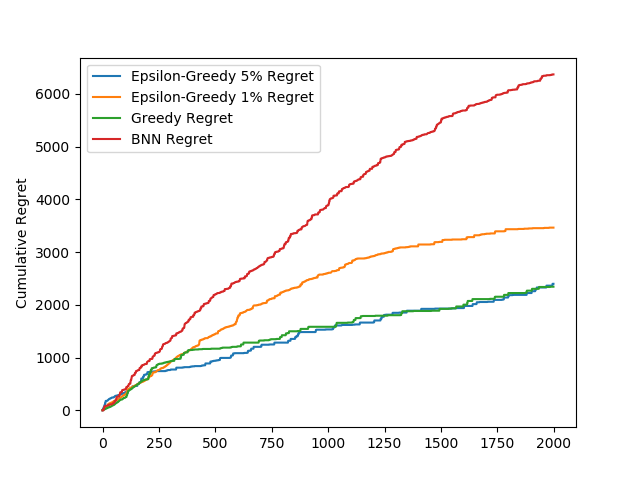 Epsilon-Greedy 5% Regret
Epsilon-Greedy 1% Regret
Greedy Regret
BNN Regret
Cumulative Regret
6000
5000
4000
3000
2000
1000
0
0 250 500 750 1000 1250 1500 1750 2000